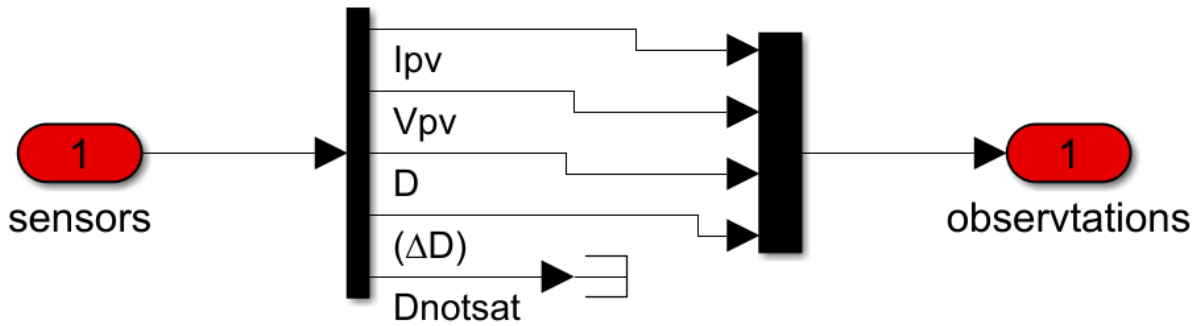 1
sensors
Ipv
Vpv
D
(ΔD)
Dnotsat
1
observtations